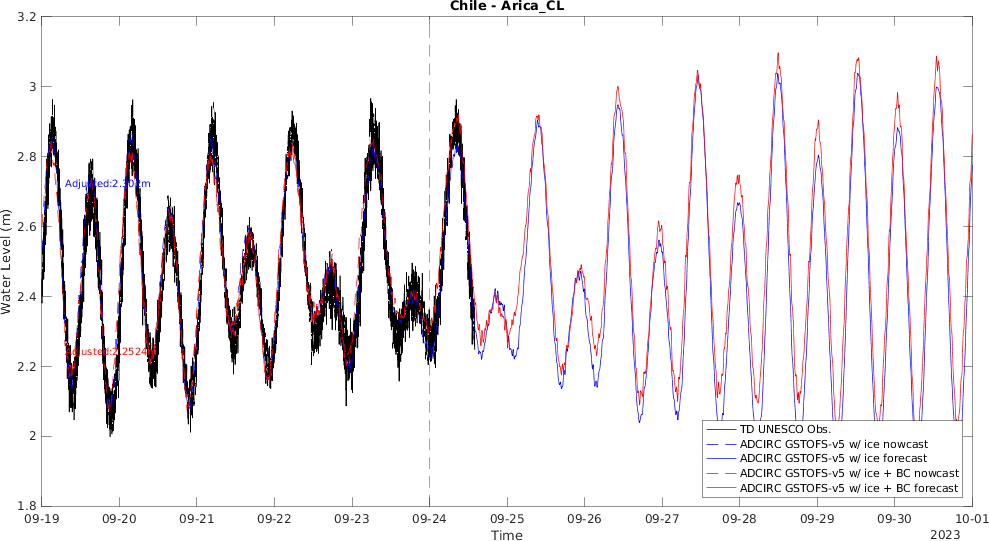 Chile - Arica_CL
3.2
3
2.8
2.6
2.4
2.2
2
1.8
Water Level (m)
Adjusted:2.302m
Adjusted:2.2524m
TD UNESCO Obs.
ADCIRC GSTOFS-v5 w/ ice nowcast
ADCIRC GSTOFS-v5 w/ ice forecast
ADCIRC GSTOFS-v5 w/ ice + BC nowcast
ADCIRC GSTOFS-v5 w/ ice + BC forecast
09-19 09-20 09-21 09-22 09-23 09-24 09-25 09-26 09-27 09-28 09-29 09-30 10-01
Time
2023